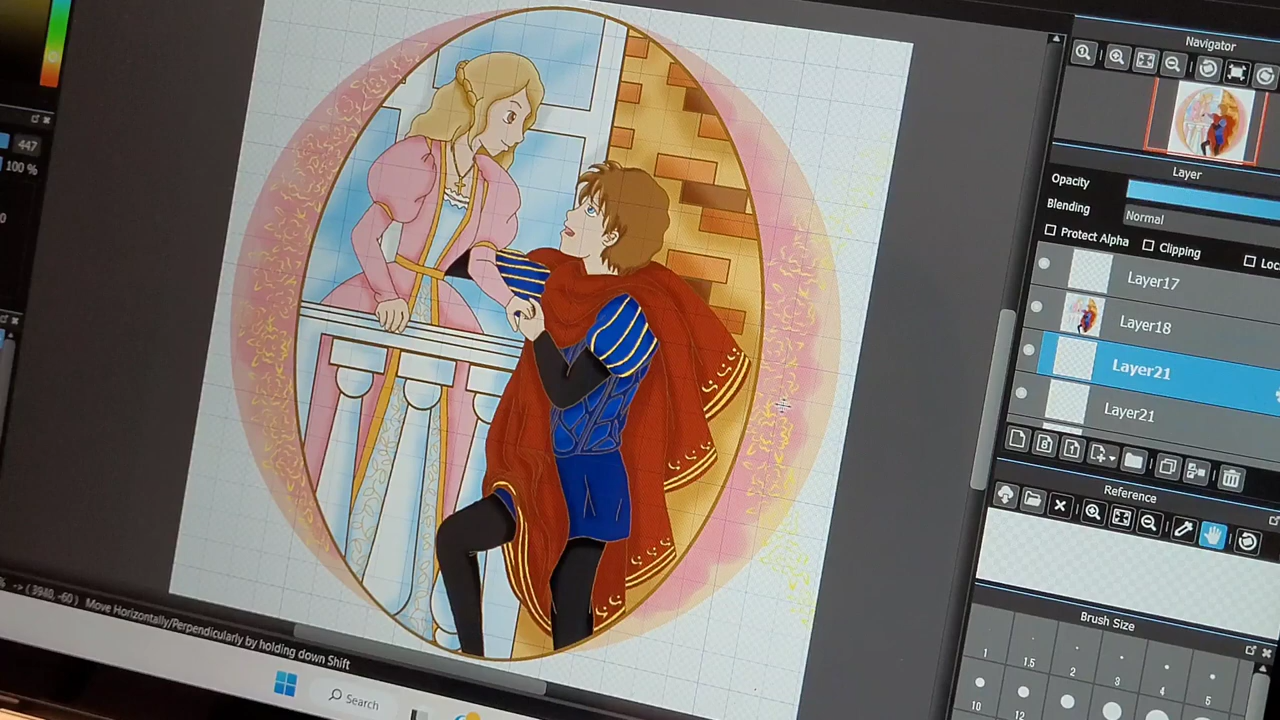 Navigator
447
100 %
Layer
Opacity
Blending
Normal
Protect Alpha
Clipping
Layer17
Layer18
Layer21
Layer21
Reference
Brush Size
1
1.5
2
3
4
5
10
12
% -> ( 3940, -60 ) Move Horizontally/Perpendicularly by holding down Shift
Search